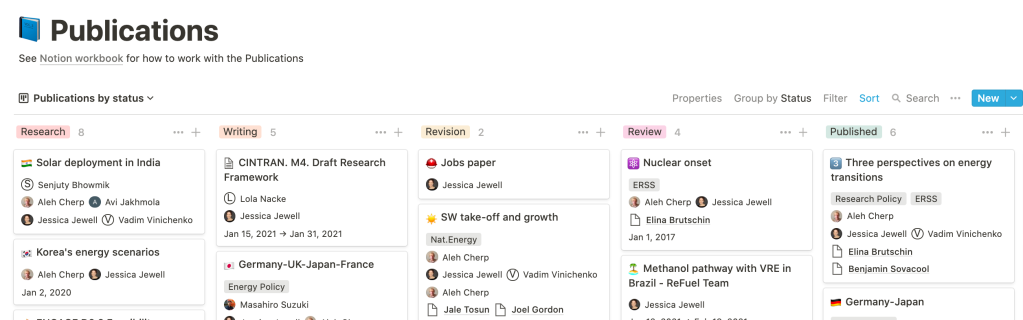 Publications
See Notion workbook for how to work with the Publications
Publications by status
Properties Group by Status Filter Sort Search New
Research 8
Solar deployment in India
Senjuty Bhowmik
Aleh Cherp Avi Jakhmola
Jessica Jewell Vadim Vinichenko
Korea's energy scenarios
Aleh Cherp Jessica Jewell
Jan 2, 2020
Writing 5
CINTRAN. M4. Draft Research
Framework
Lola Nacke
Jessica Jewell
Jan 15, 2021 → Jan 31, 2021
Germany-UK-Japan-France
Energy Policy
Masahiro Suzuki
Revision 2
Jobs paper
Jessica Jewell
SW take-off and growth
Nat.Energy
Aleh Cherp
Jessica Jewell Vadim Vinichenko
Aleh Cherp
Jale Tosun Joel Gordon
Review 4
Nuclear onset
ERSS
Aleh Cherp Jessica Jewell
Elina Brutschin
Jan 1, 2017
Methanol pathway with VRE in
Brazil - ReFuel Team
Jessica Jewell
Published 6
Three perspectives on energy
transitions
Research Policy ERSS
Aleh Cherp
Jessica Jewell Vadim Vinichenko
Elina Brutschin
Benjamin Sovacool
Germany-Japan